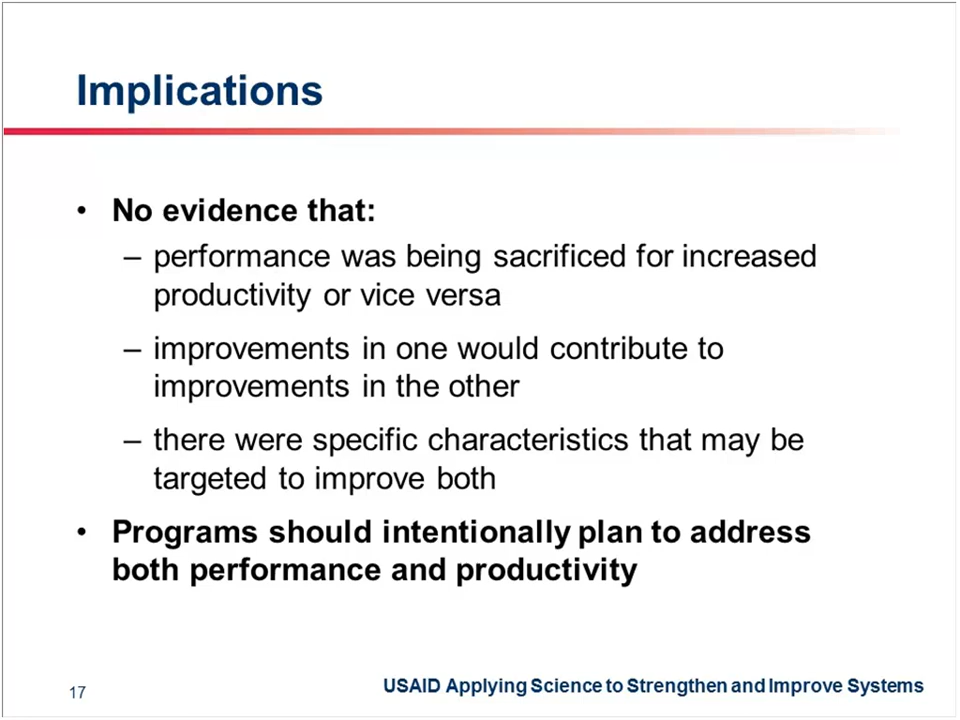 Implications
• No evidence that:
– performance was being sacrificed for increased
productivity or vice versa
– improvements in one would contribute to
improvements in the other
– there were specific characteristics that may be
targeted to improve both
• Programs should intentionally plan to address
both performance and productivity
17
USAID Applying Science to Strengthen and Improve Systems